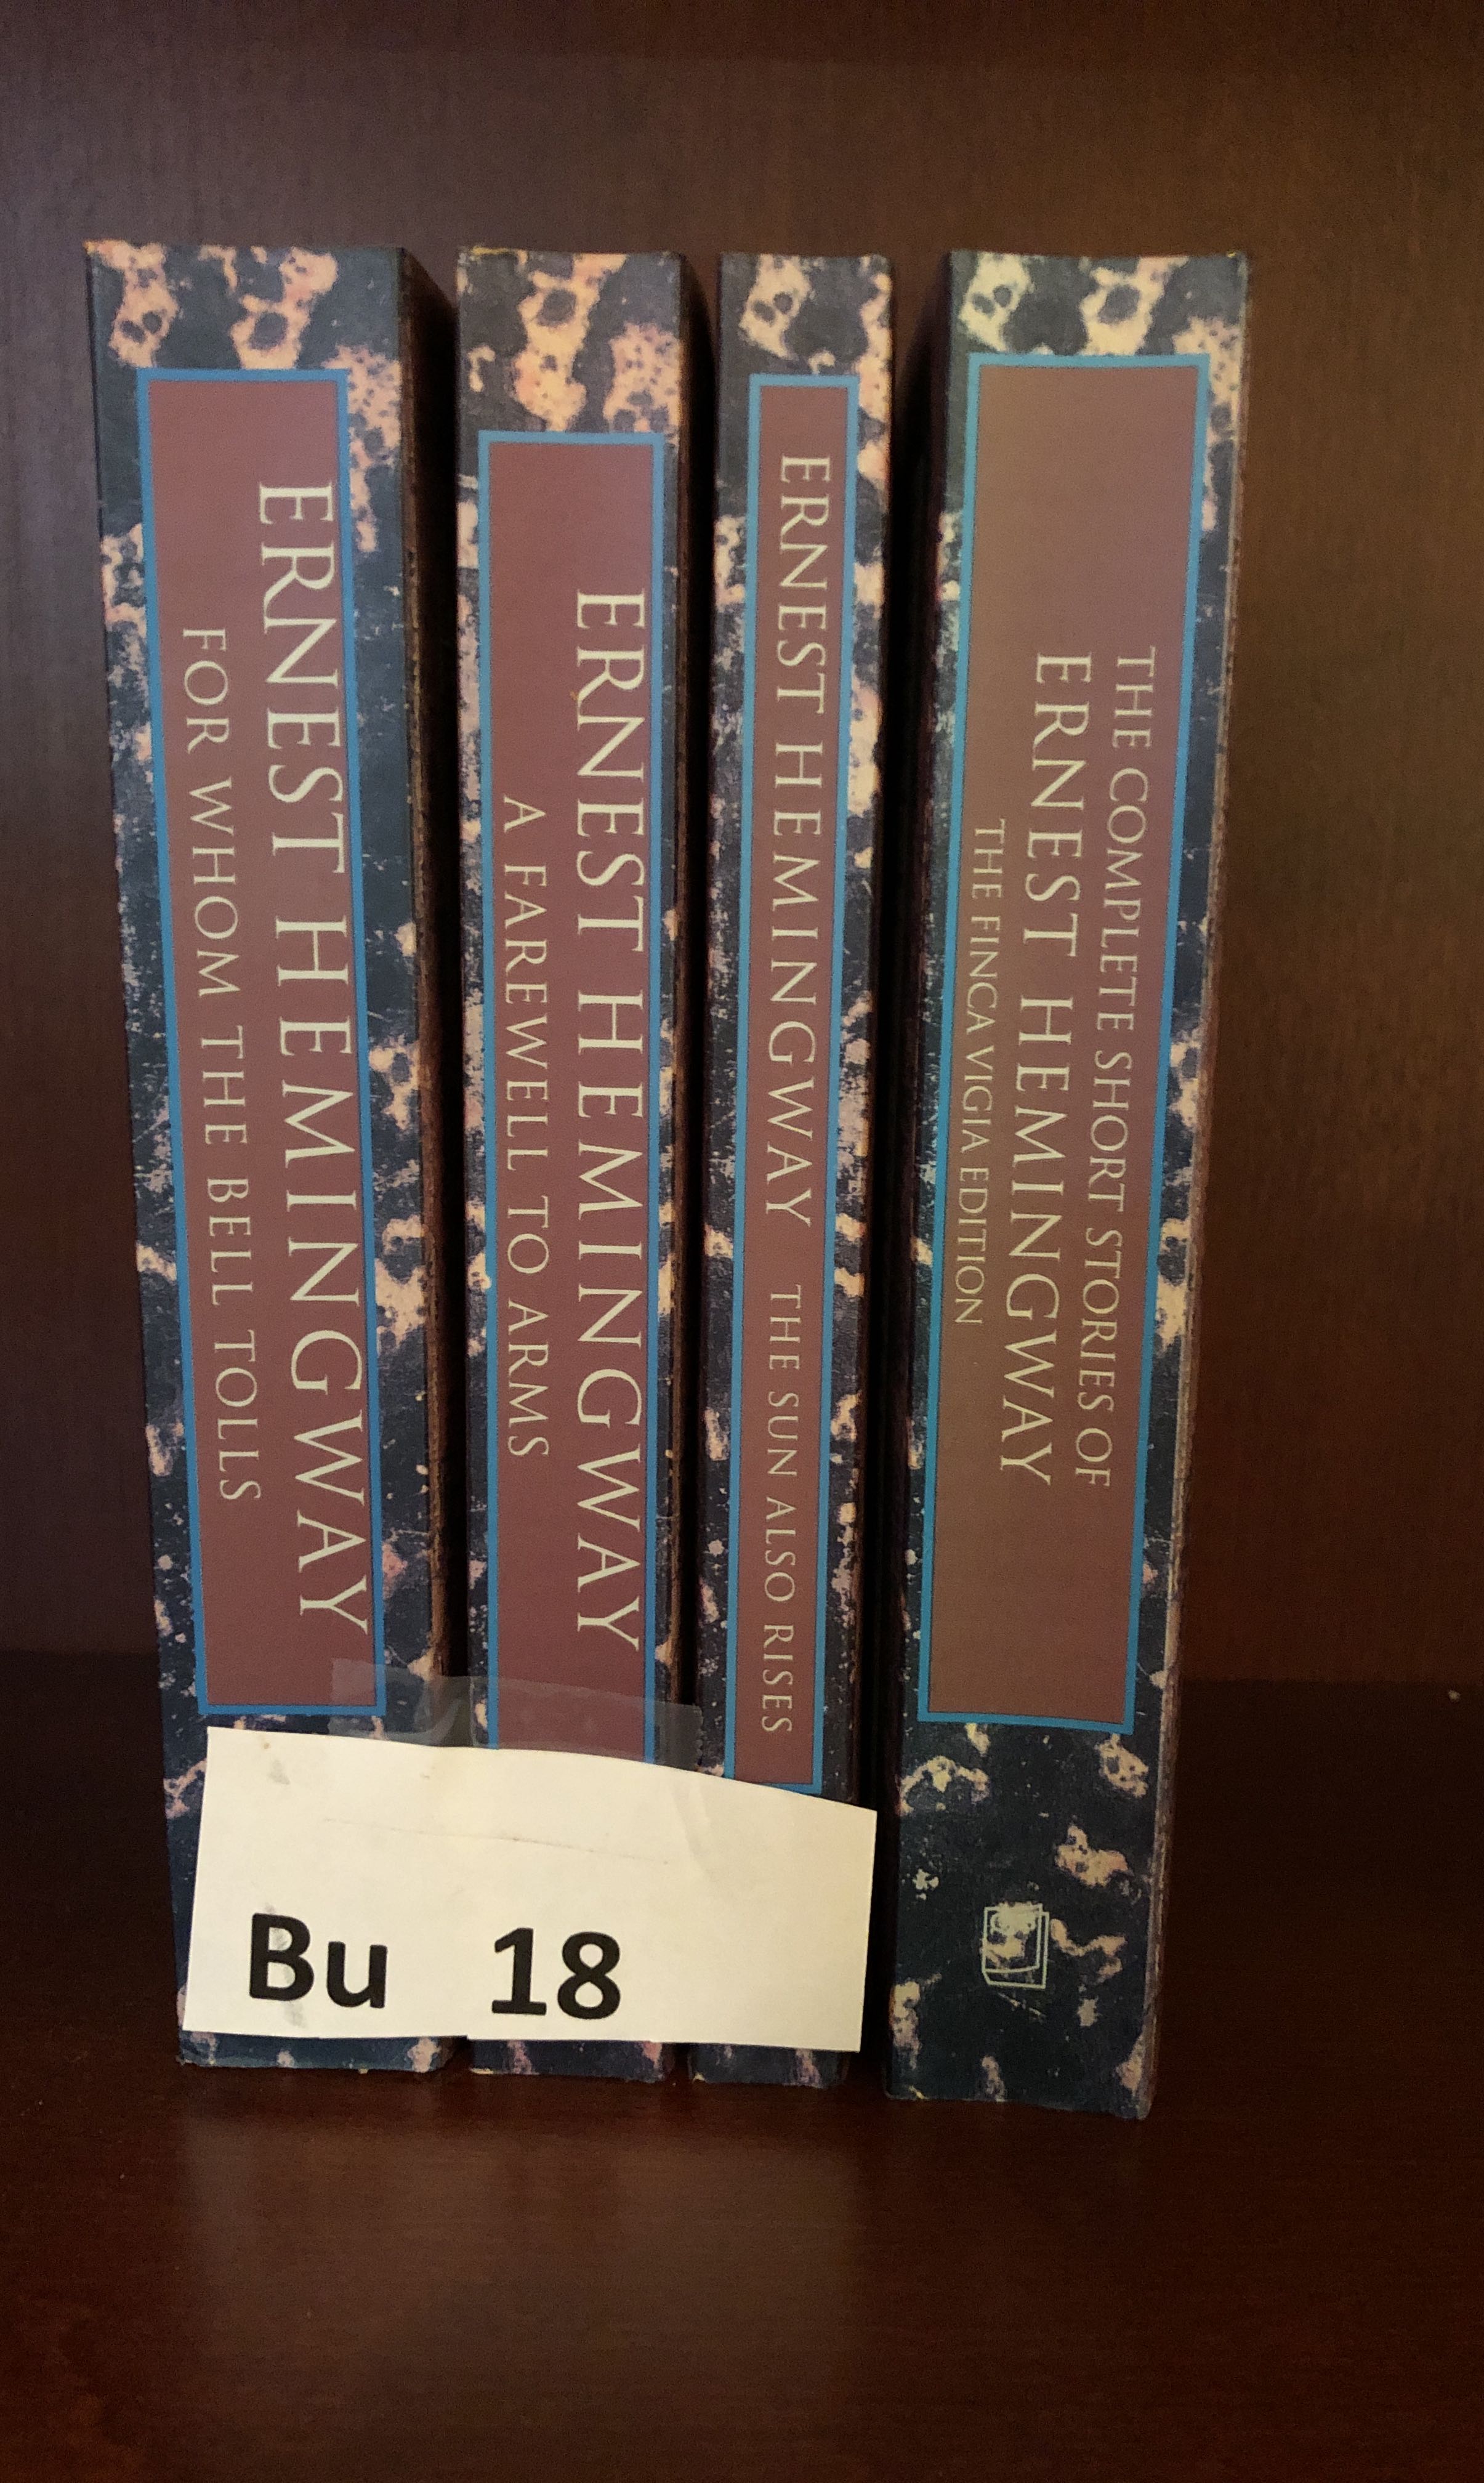 ERNEST HEMINGWAY
FOR WHOM THE BELL TOLLS
ERNEST HEMINGWAY
A FAREWELL TO ARMS
ERNEST HEMINGWAY THE SUN ALSO RISES
THE COMPLETE SHORT STORIES OF
ERNEST HEMINGWAY
THE FINCA VIGIA EDITION
Bu 18